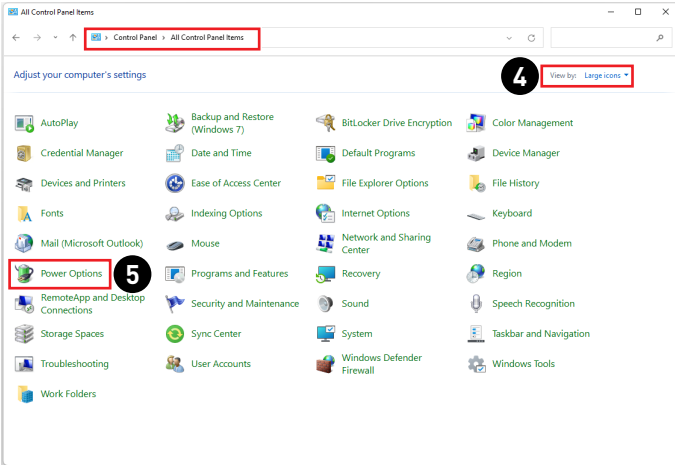 All Control Panel Items
Control Panel > All Control Panel Items
Adjust your computer's settings
4
View by: Large icons
AutoPlay
Backup and Restore
(Windows 7)
BitLocker Drive Encryption
Color Management
Credential Manager
Date and Time
Default Programs
Device Manager
Devices and Printers
Ease of Access Center
File Explorer Options
File History
Fonts
Indexing Options
Internet Options
Keyboard
Mail (Microsoft Outlook)
Mouse
Network and Sharing
Center
Phone and Modem
Power Options
5
Programs and Features
Recovery
Region
RemoteApp and Desktop
Connections
Security and Maintenance
Sound
Speech Recognition
Storage Spaces
Sync Center
System
Taskbar and Navigation
Troubleshooting
User Accounts
Windows Defender
Firewall
Windows Tools
Work Folders